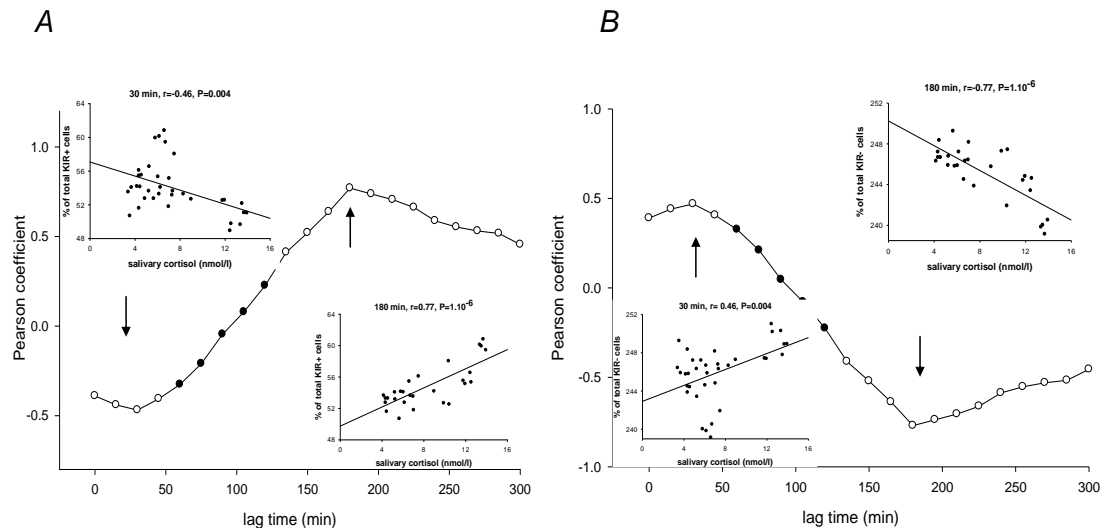 A
30 min, r=-0.46, P=0.004
% of total KIR+ cells
64
60
56
52
48
0 4 8 12 16
salivary cortisol (nmol/l)
180 min, r=0.77, P=1.10-6
% of total KIR+ cells
64
60
56
52
48
0 4 8 12 16
salivary cortisol (nmol/l)
Pearson coefficient
1.0
0.5
0.0
-0.5
0 50 100 150 200 250 300
lag time (min)
B
180 min, r=-0.77, P=1.10-6
% of total KIR- cells
252
248
244
240
0 4 8 12 16
salivary cortisol (nmol/l)
30 min, r= 0.46, P=0.004
% of total KIR- cells
252
248
244
240
0 4 8 12 16
salivary cortisol (nmol/l)
Pearson coefficient
1.0
0.5
0.0
-0.5
-1.0
0 50 100 150 200 250 300
lag time (min)